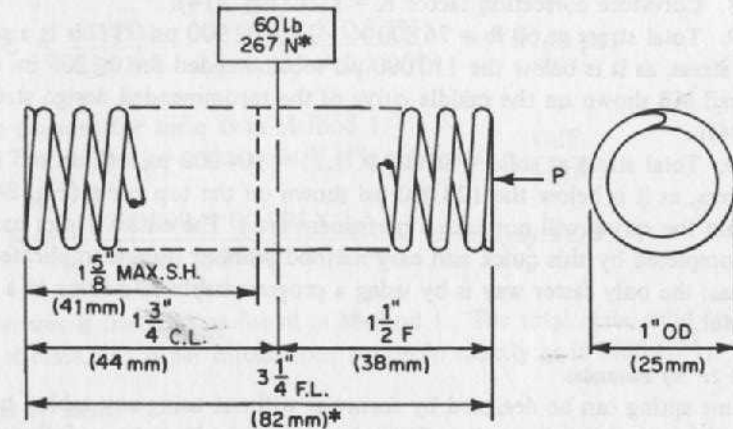 60 lb
267 N*
P
1 5/8" MAX.S.H.
(41mm)
1 3/4" C.L.
(44 mm)
1 1/2" F
(38mm)
1" OD
(25mm)
3 1/4" F.L.
(82 mm)*